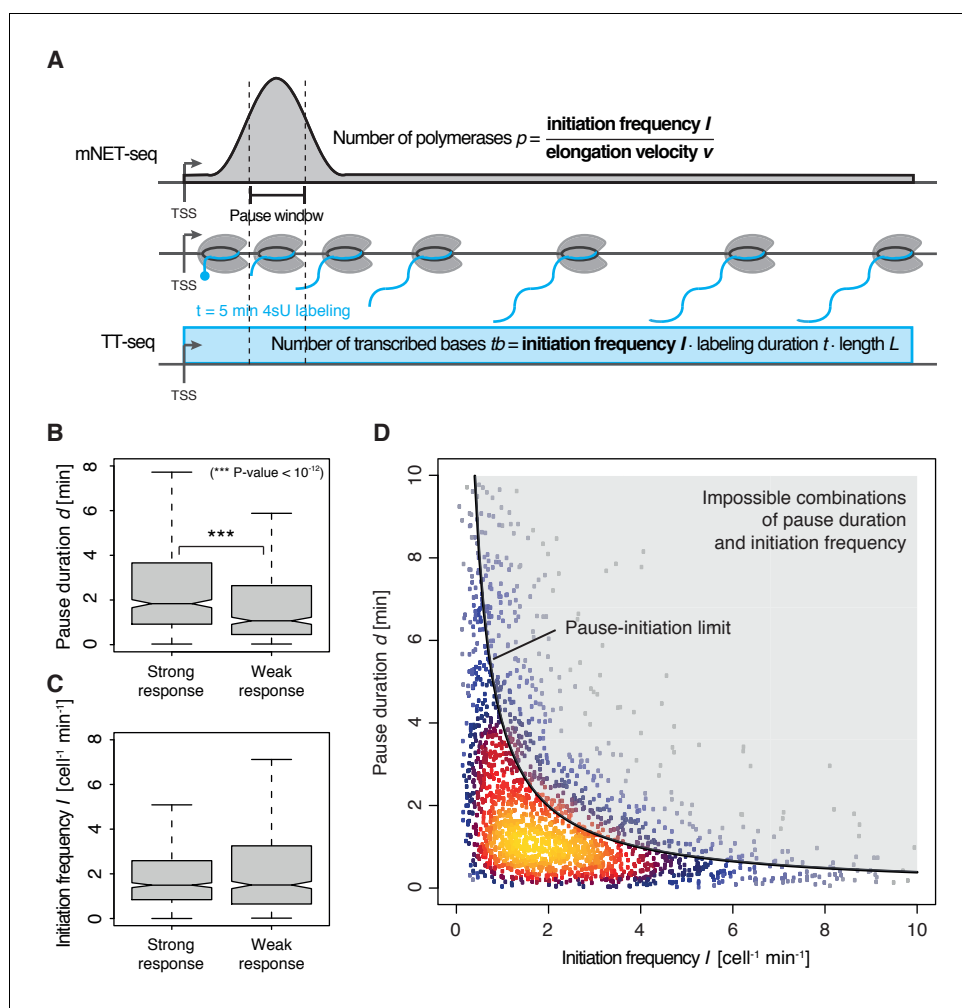 A
mNET-seq
Number of polymerases p = initiation frequency I
elongation velocity v
TSS
Pause window
TSS
t = 5 min 4sU labeling
TT-seq
Number of transcribed bases tb = initiation frequency I · labeling duration t · length L
TSS
B
Pause duration d [min]
8
6
4
2
0
(*** P-value < 10⁻¹²)
***
Strong
response
Weak
response
C
Initiation frequency I [cell⁻¹ min⁻¹]
8
6
4
2
0
Strong
response
Weak
response
D
Pause duration d [min]
10
8
6
4
2
0
Impossible combinations
of pause duration
and initiation frequency
Pause-initiation limit
0 2 4 6 8 10
Initiation frequency I [cell⁻¹ min⁻¹]